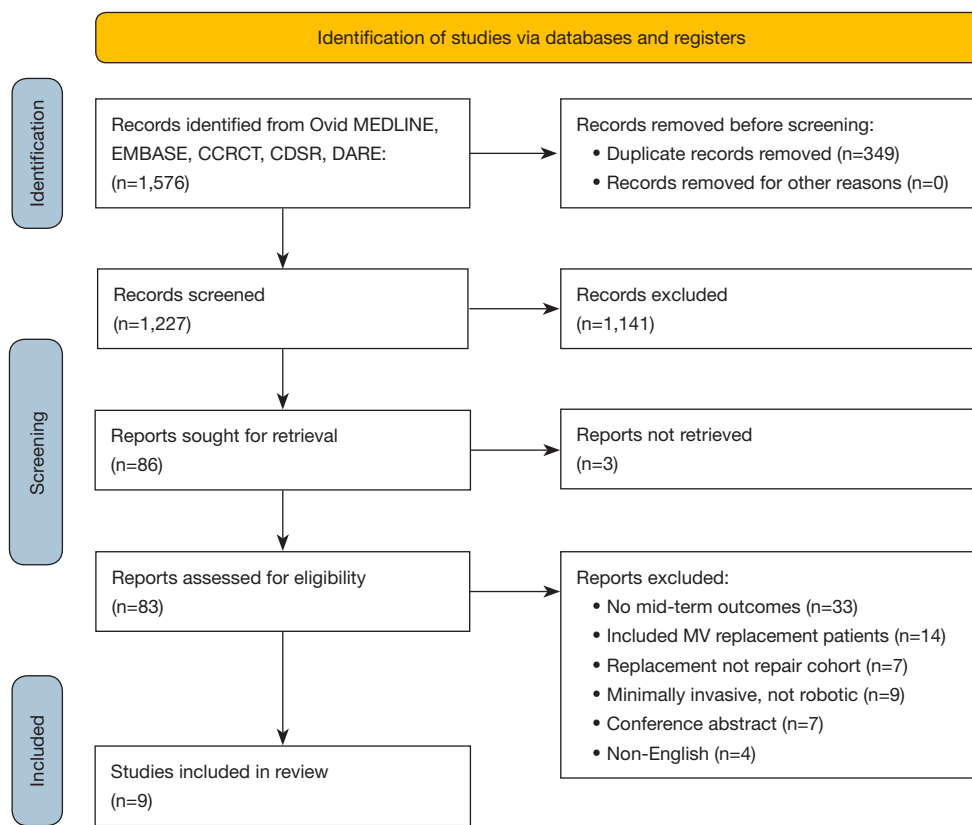 Identification of studies via databases and registers
Identification
Records identified from Ovid MEDLINE,
EMBASE, CCRCT, CDSR, DARE:
(n=1,576)
Records removed before screening:
• Duplicate records removed (n=349)
• Records removed for other reasons (n=0)
Screening
Records screened
(n=1,227)
Records excluded
(n=1,141)
Reports sought for retrieval
(n=86)
Reports not retrieved
(n=3)
Reports assessed for eligibility
(n=83)
Reports excluded:
• No mid-term outcomes (n=33)
• Included MV replacement patients (n=14)
• Replacement not repair cohort (n=7)
• Minimally invasive, not robotic (n=9)
• Conference abstract (n=7)
• Non-English (n=4)
Included
Studies included in review
(n=9)